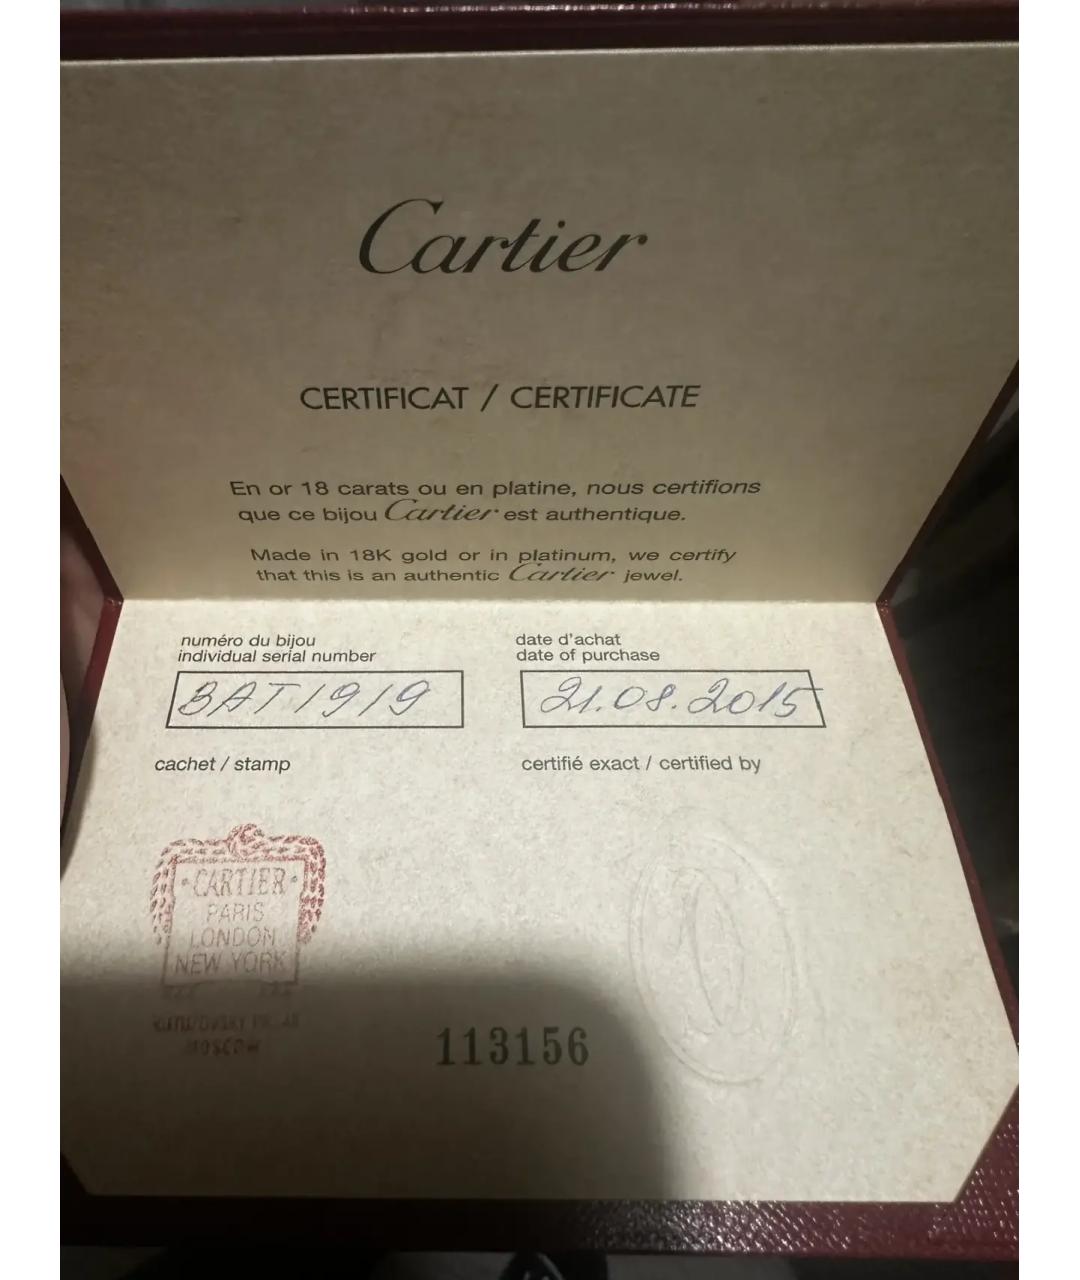 Cartier
CERTIFICAT / CERTIFICATE
En or 18 carats ou en platine, nous certifions
que ce bijou Cartier est authentique.
Made in 18K gold or in platinum, we certify
that this is an authentic Cartier jewel.
numéro du bijou
individual serial number
BAT1919
date d'achat
date of purchase
21.08.2015
cachet / stamp
certifié exact / certified by
·CARTIER·
PARIS
LONDON
NEW YORK
MOSCOW
113156